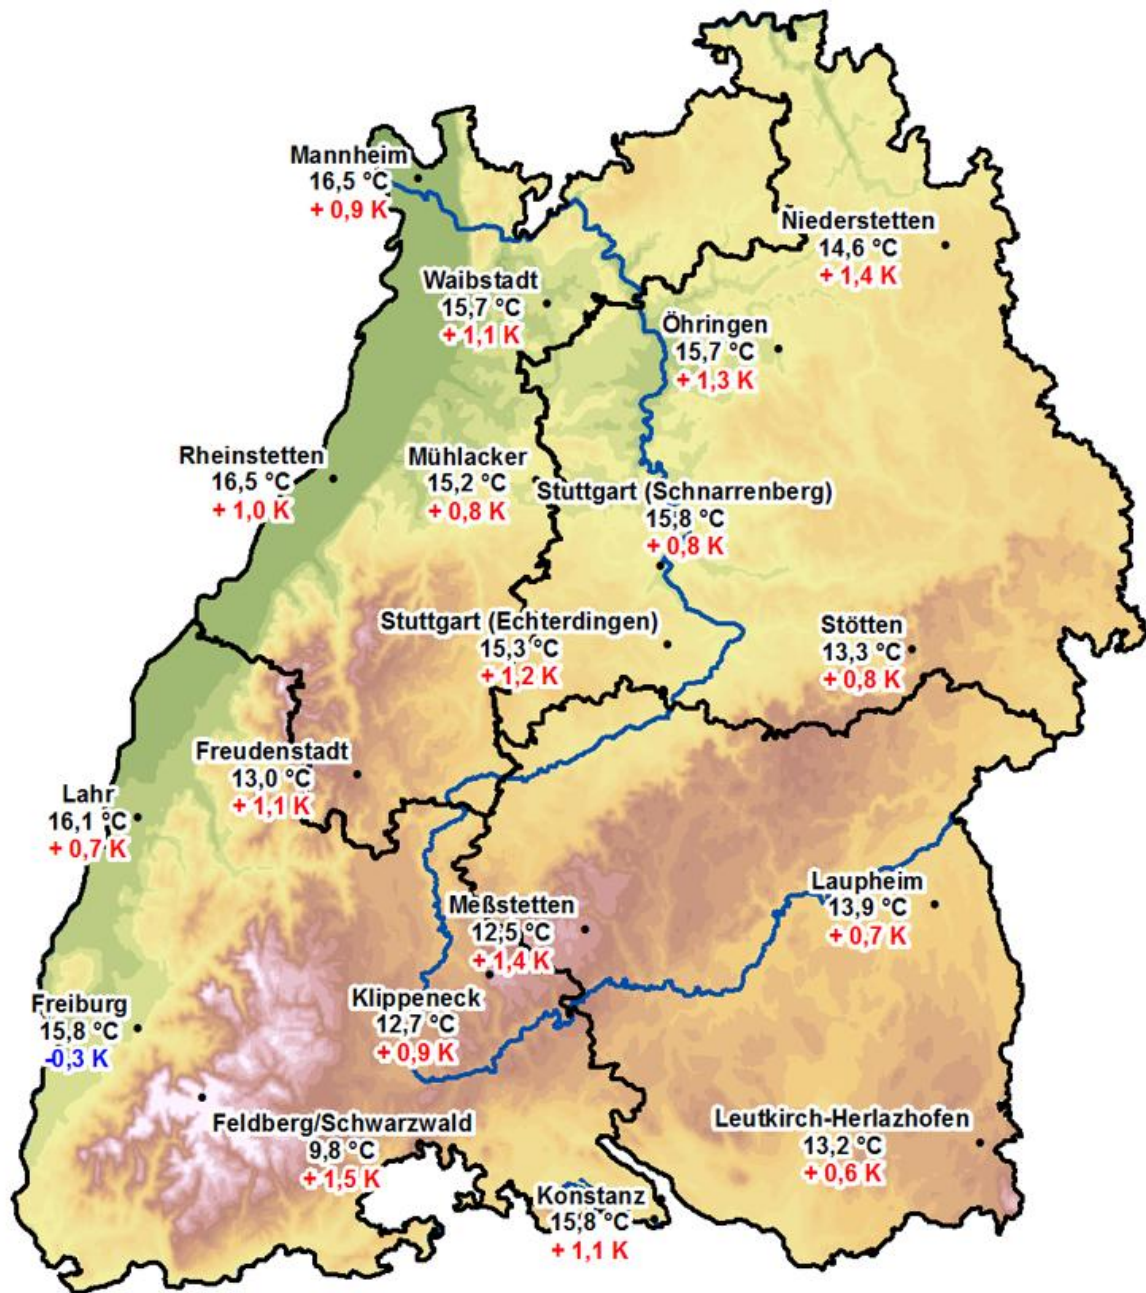 Mannheim
16,5 °C
+ 0,9 K
Niederstetten
14,6 °C
+ 1,4 K
Waibstadt
15,7 °C
+ 1,1 K
Öhringen
15,7 °C
+ 1,3 K
Rheinstetten
16,5 °C
+ 1,0 K
Mühlacker
15,2 °C
+ 0,8 K
Stuttgart (Schnarrenberg)
15,8 °C
+ 0,8 K
Stuttgart (Echterdingen)
15,3 °C
+ 1,2 K
Stötten
13,3 °C
+ 0,8 K
Freudenstadt
13,0 °C
+ 1,1 K
Lahr
16,1 °C
+ 0,7 K
Meßstetten
12,5 °C
+ 1,4 K
Laupheim
13,9 °C
+ 0,7 K
Freiburg
15,8 °C
-0,3 K
Klippeneck
12,7 °C
+ 0,9 K
Feldberg/Schwarzwald
9,8 °C
+ 1,5 K
Leutkirch-Herlazhofen
13,2 °C
+ 0,6 K
Konstanz
15,8 °C
+ 1,1 K